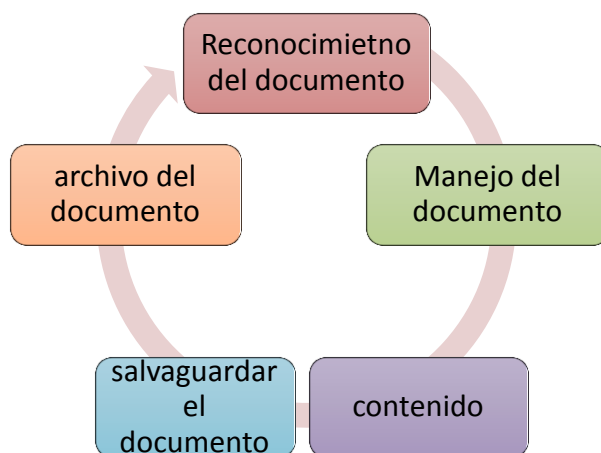 Reconocimietno
del documento
Manejo del
documento
contenido
salvaguardar
el
documento
archivo del
documento